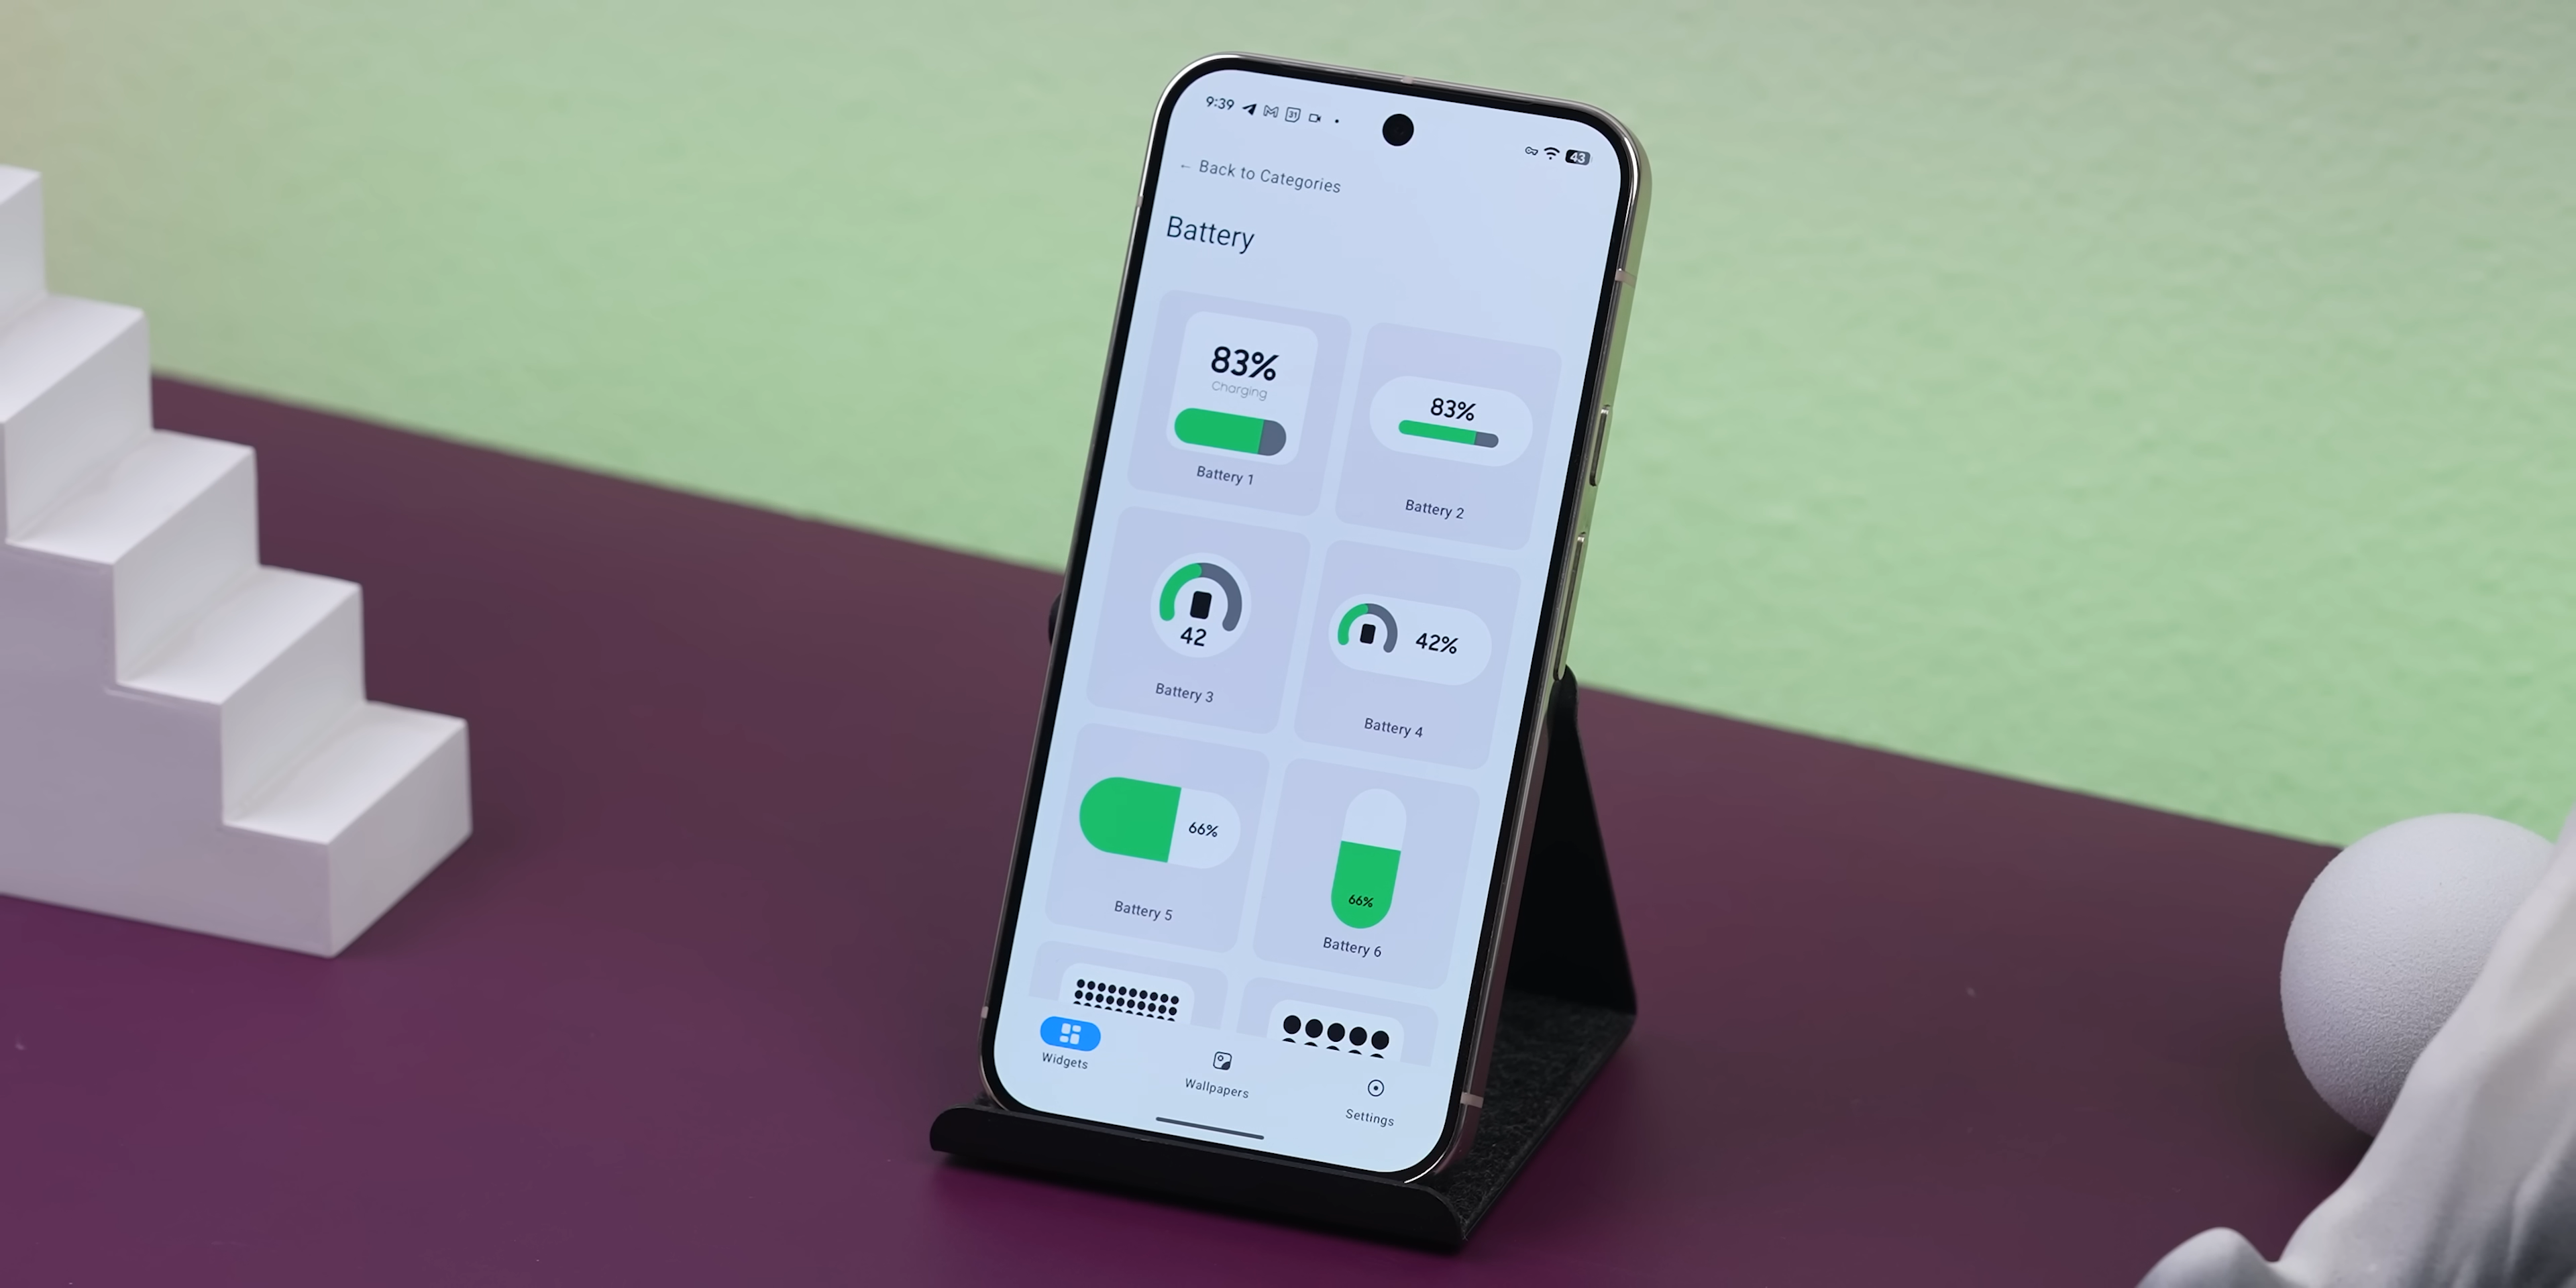 9:39 31 43
← Back to Categories
Battery
83%
Charging
Battery 1
83%
Battery 2
42
Battery 3
42%
Battery 4
66%
Battery 5
66%
Battery 6
Widgets
Wallpapers
Settings